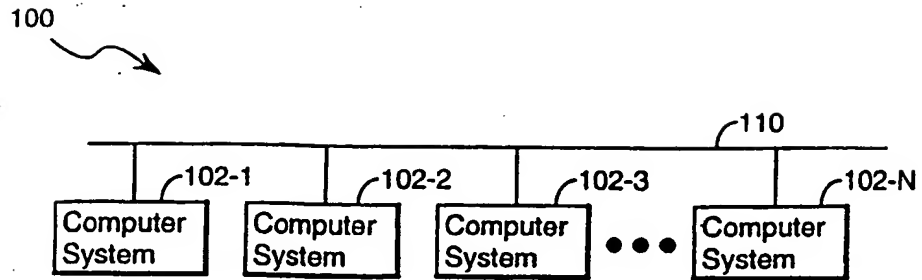 100
110
102-1
102-2
102-3
102-N
Computer
System
Computer
System
Computer
System
Computer
System